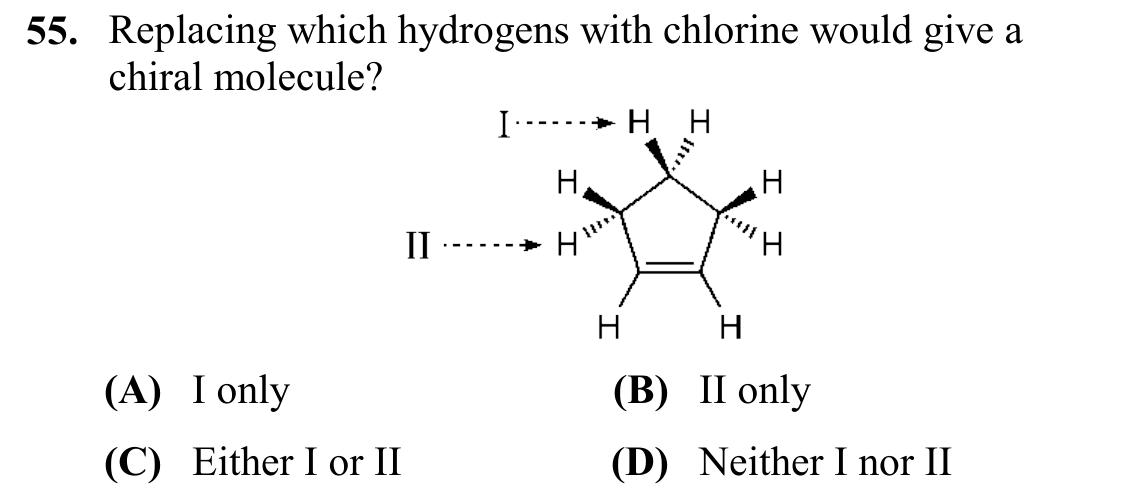 55. Replacing which hydrogens with chlorine would give a
chiral molecule?
I H H
H H
II H H
H H
(A) I only (B) II only
(C) Either I or II (D) Neither I nor II